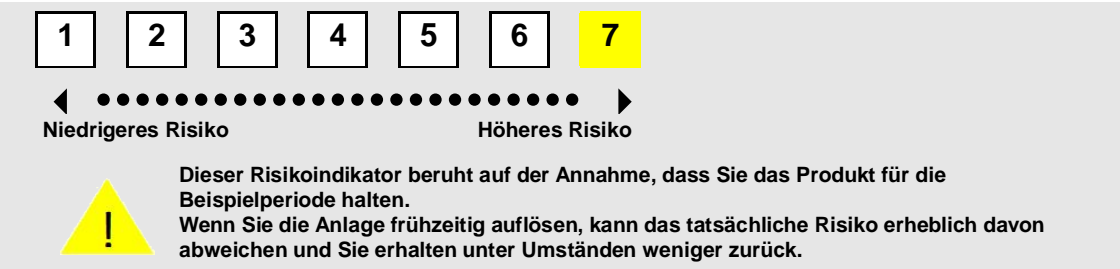 1 2 3 4 5 6 7
Niedrigeres Risiko Höheres Risiko
Dieser Risikoindikator beruht auf der Annahme, dass Sie das Produkt für die
Beispielperiode halten.
Wenn Sie die Anlage frühzeitig auflösen, kann das tatsächliche Risiko erheblich davon
abweichen und Sie erhalten unter Umständen weniger zurück.
!